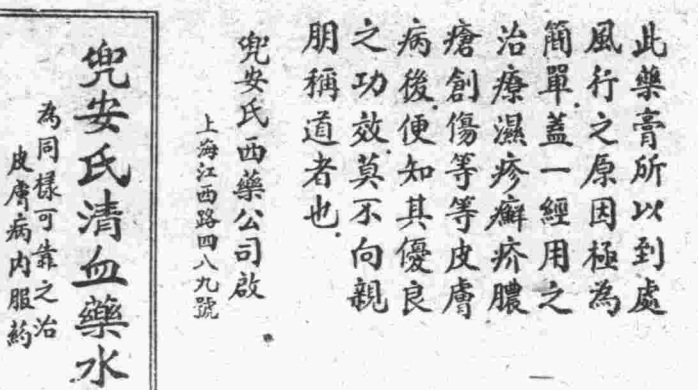 此藥膏所以到處
風行之原因極為
簡單.蓋一經用之
治療濕疹癬疥膿
瘡創傷等等皮膚
病後.便知其優良
之功效.莫不向親
朋稱道者也.
兜安氏西藥公司啟
上海江西路四八九號
兜安氏清血藥水
為同樣可靠之治
皮膚病內服藥